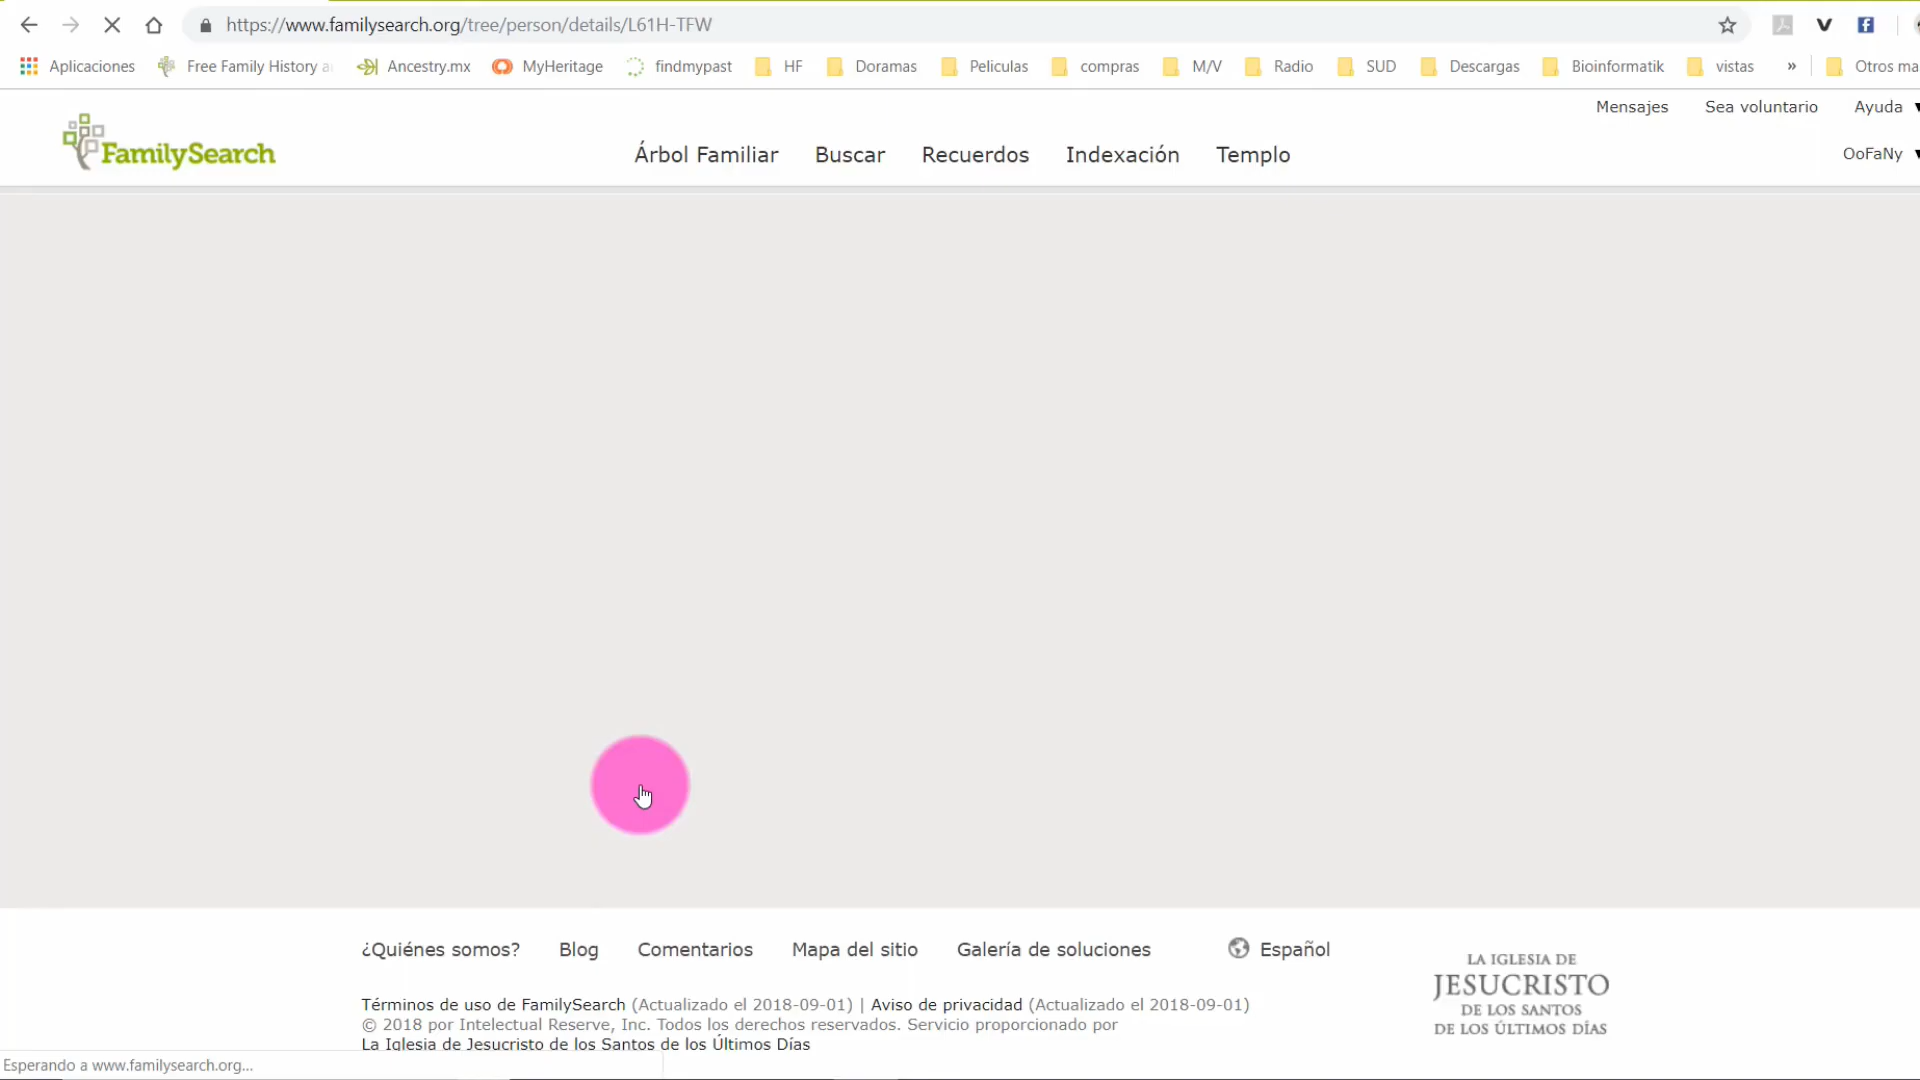 https://www.familysearch.org/tree/person/details/L61H-TFW
Aplicaciones Free Family History a Ancestry.mx MyHeritage findmypast HF Doramas Peliculas compras M/V Radio SUD Descargas Bioinformatik vistas » Otros ma
Mensajes Sea voluntario Ayuda
FamilySearch Árbol Familiar Buscar Recuerdos Indexación Templo OoFaNy
¿Quiénes somos? Blog Comentarios Mapa del sitio Galería de soluciones Español
Términos de uso de FamilySearch (Actualizado el 2018-09-01) | Aviso de privacidad (Actualizado el 2018-09-01)
© 2018 por Intelectual Reserve, Inc. Todos los derechos reservados. Servicio proporcionado por
La Iglesia de Jesucristo de los Santos de los Últimos Días
LA IGLESIA DE
JESUCRISTO
DE LOS SANTOS
DE LOS ÚLTIMOS DÍAS
Esperando a www.familysearch.org...